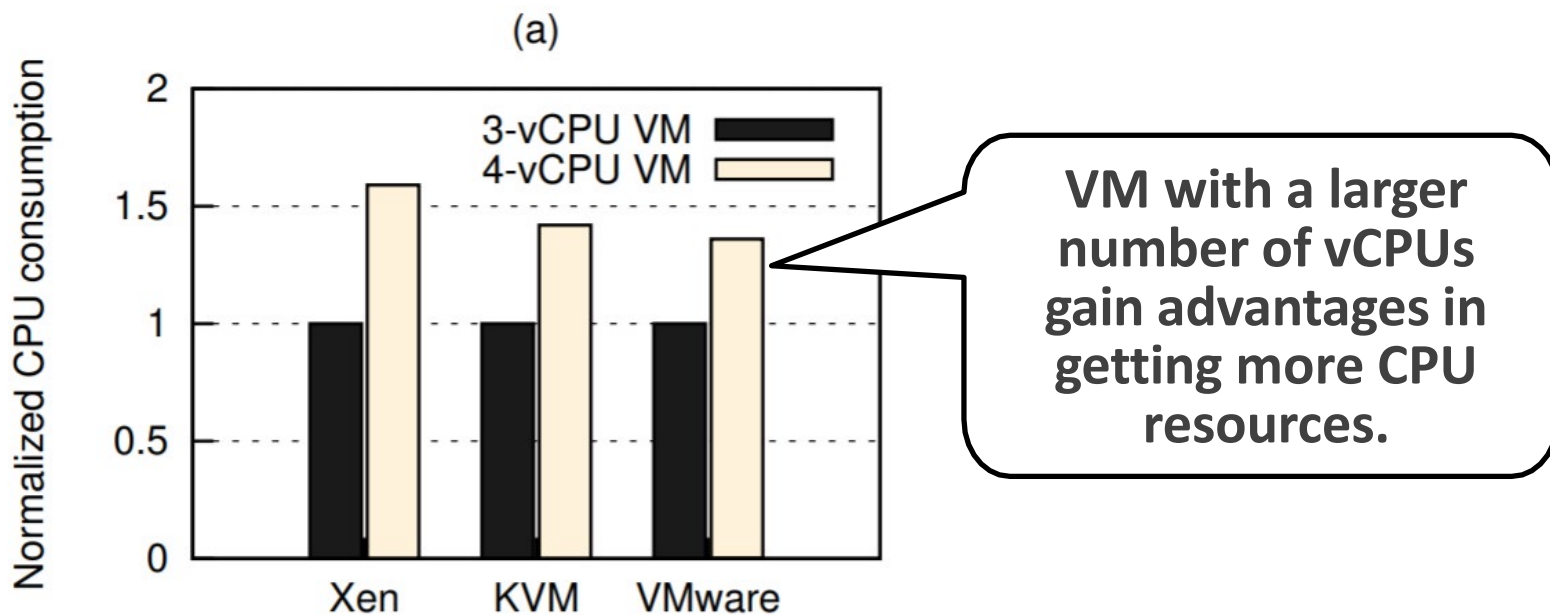 (a)
Normalized CPU consumption
2
1.5
1
0.5
0
3-vCPU VM
4-vCPU VM
Xen
KVM
VMware
VM with a larger
number of vCPUs
gain advantages in
getting more CPU
resources.